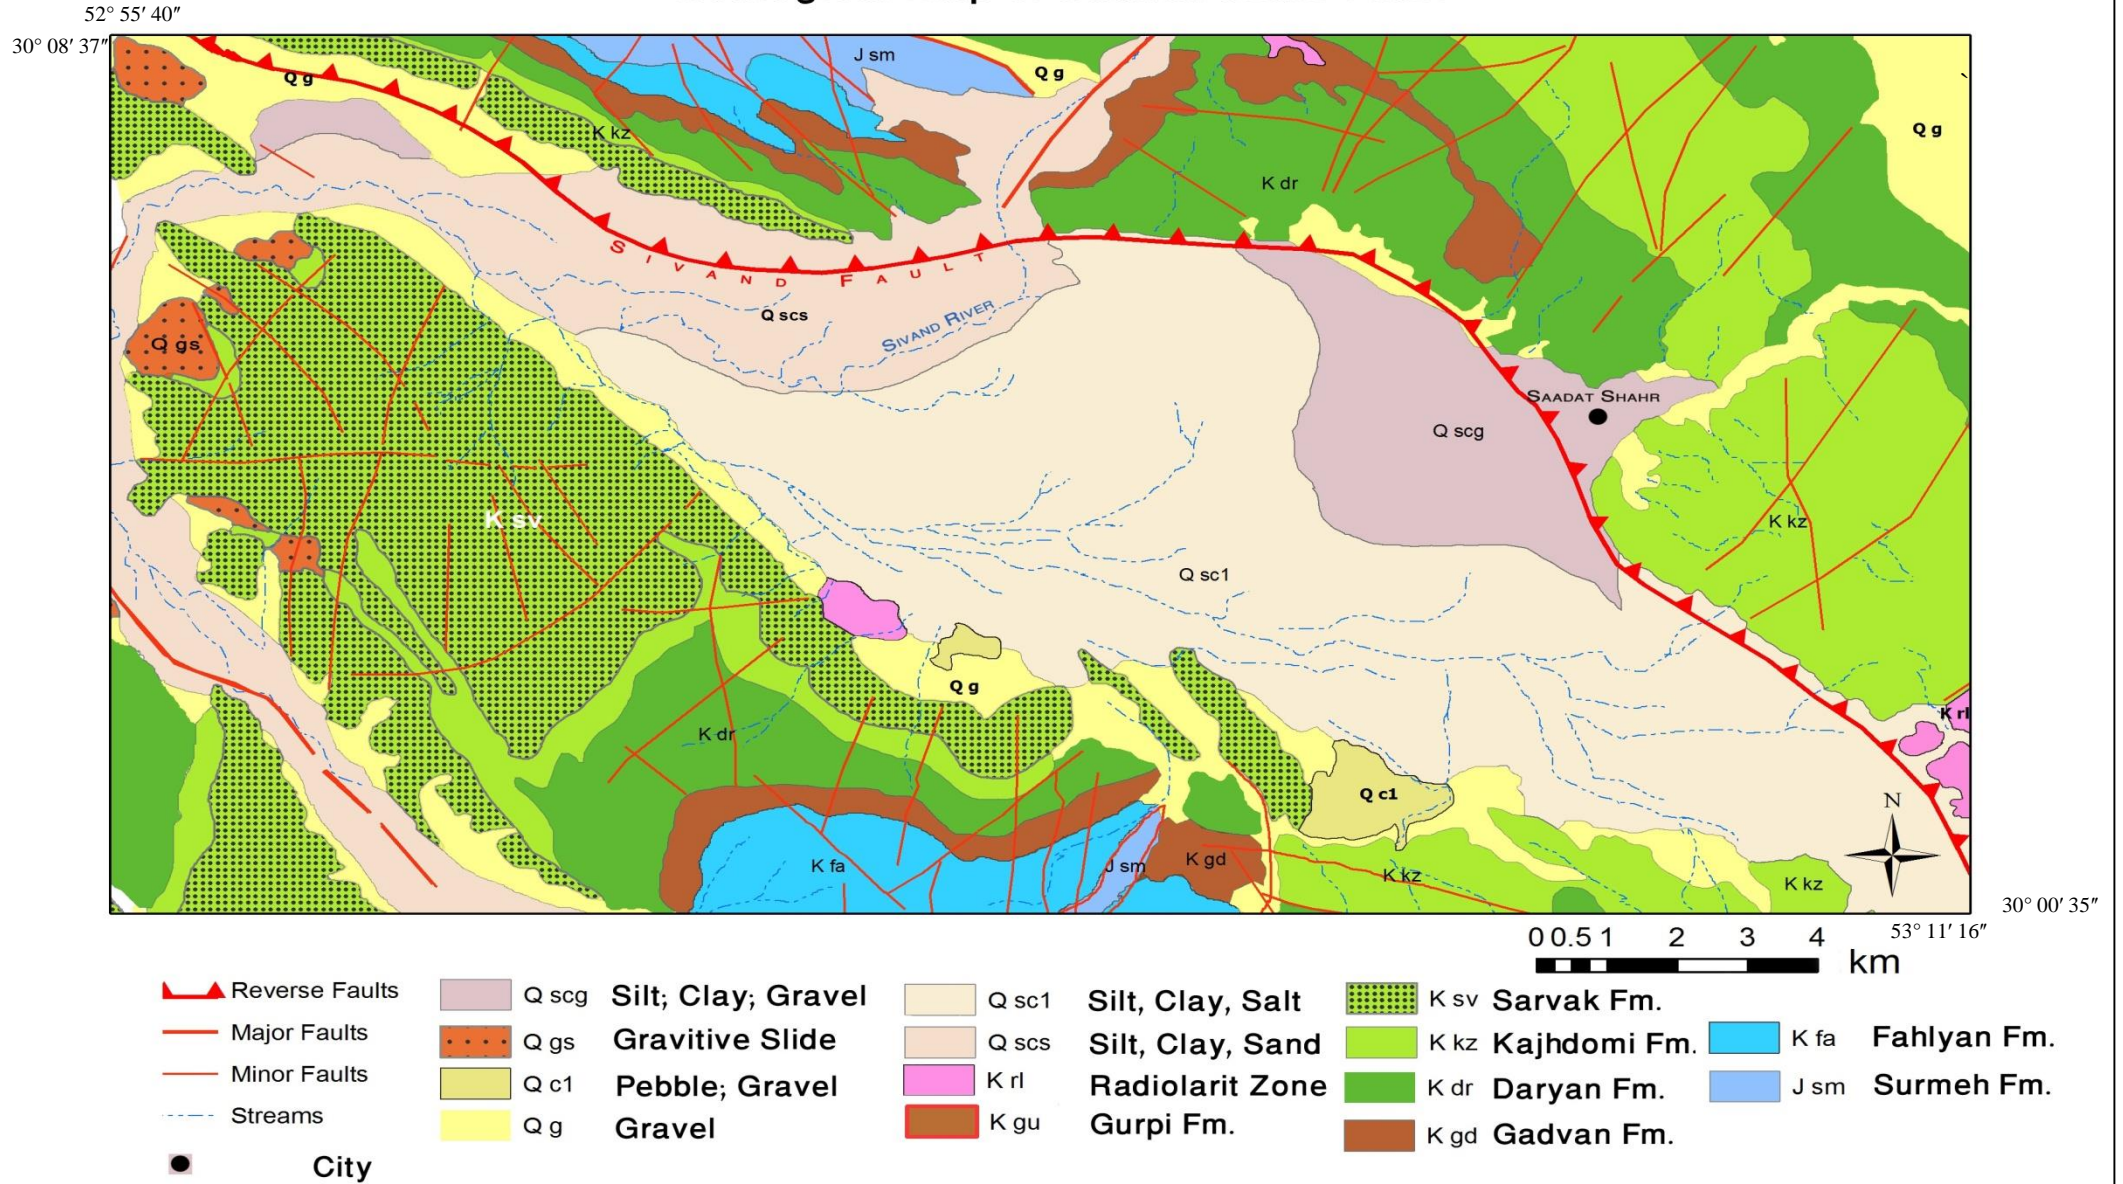 52° 55′ 40″
30° 08′ 37″
J sm
Q g
Q g
Q g
K kz
K dr
SIVAND FAULT
Q scs
SIVAND RIVER
Q gs
SAADAT SHAHR
Q scg
K sv
K kz
Q sc1
Q g
K rl
K dr
Q c1
N
K fa
J sm
K gd
K kz
K kz
30° 00′ 35″
53° 11′ 16″
0 0.5 1 2 3 4
km
Reverse Faults
Major Faults
Minor Faults
Streams
City
Q scg Silt; Clay; Gravel
Q gs Gravitive Slide
Q c1 Pebble; Gravel
Q g Gravel
Q sc1 Silt, Clay, Salt
Q scs Silt, Clay, Sand
K rl Radiolarit Zone
K gu Gurpi Fm.
K sv Sarvak Fm.
K kz Kajhdomi Fm.
K dr Daryan Fm.
K gd Gadvan Fm.
K fa Fahlyan Fm.
J sm Surmeh Fm.